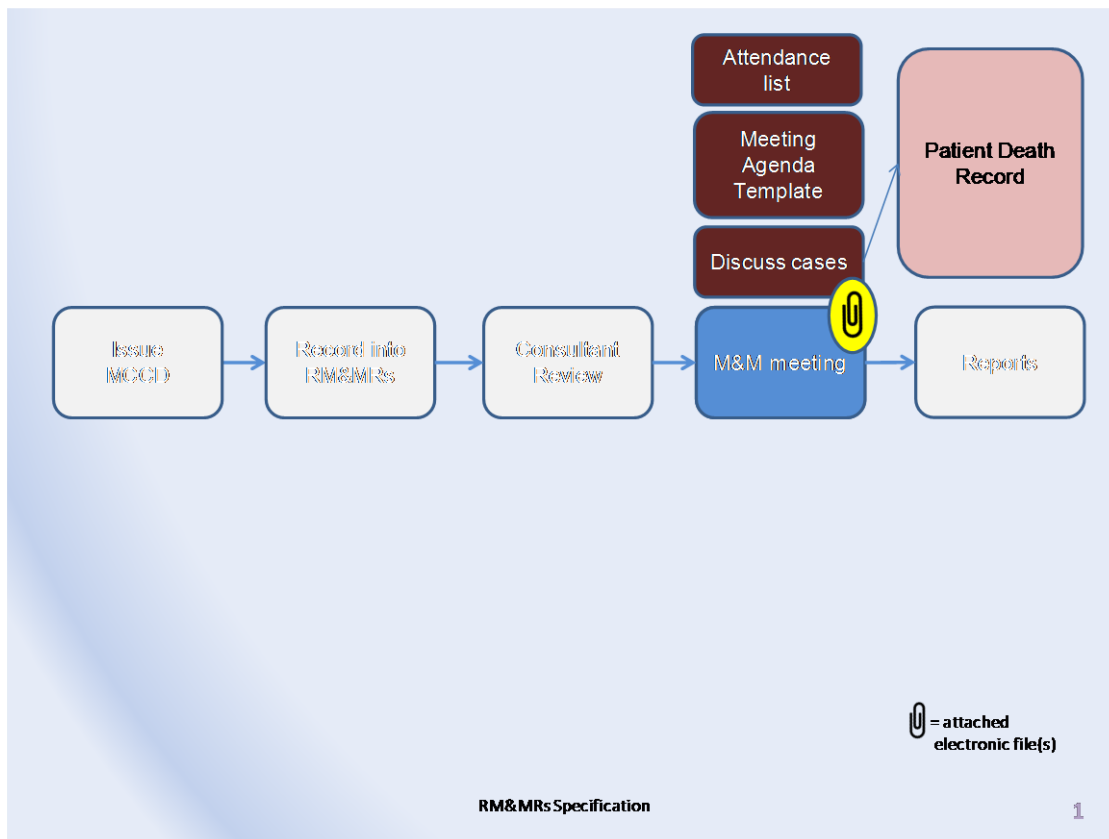 Attendance
list
Meeting
Agenda
Template
Discuss cases
Patient Death
Record
Issue
MCCD
Record into
RM&MRs
Consultant
Review
M&M meeting
Reports
= attached
electronic file(s)
RM&MRs Specification
1